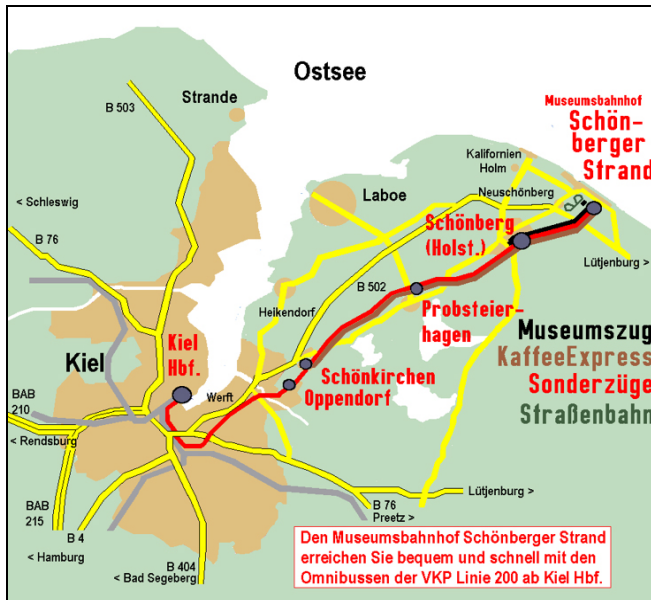 Ostsee
B 503
Strande
Museumsbahnhof
Schön-
berger
Strand
Kalifornien
Holm
Laboe
Neuschönberg
< Schleswig
B 76
Schönberg
(Holst.)
Lütjenburg >
B 502
Heikendorf
Probsteier-
hagen
Kiel
Kiel
Hbf.
Museumszug
KaffeeExpress
Sonderzüge
Straßenbahn
Schönkirchen
Oppendorf
Werft
BAB
210
< Rendsburg
BAB
215
B 76
Preetz >
Lütjenburg >
B 4
< Hamburg
B 404
< Bad Segeberg
Den Museumsbahnhof Schönberger Strand
erreichen Sie bequem und schnell mit den
Omnibussen der VKP Linie 200 ab Kiel Hbf.